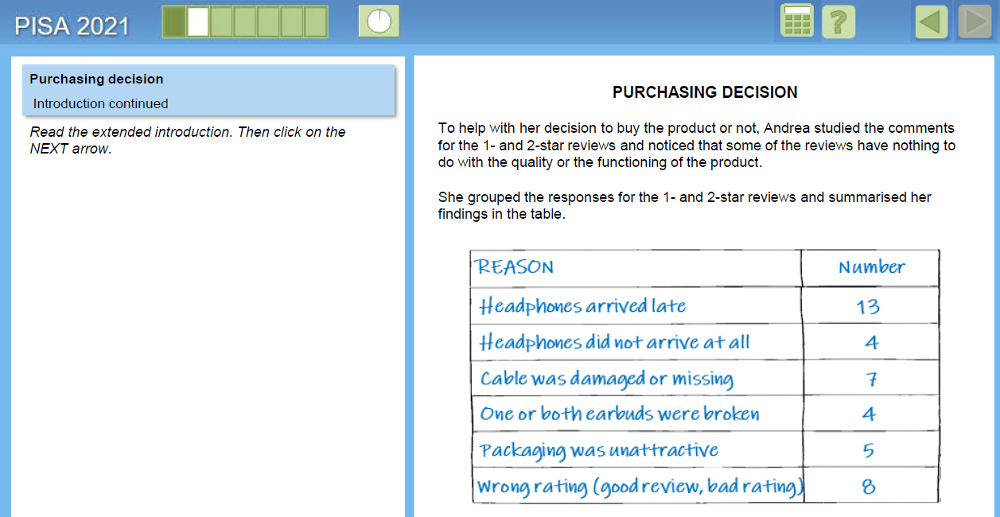 PISA 2021
?
Purchasing decision
Introduction continued
Read the extended introduction. Then click on the
NEXT arrow.
PURCHASING DECISION
To help with her decision to buy the product or not, Andrea studied the comments
for the 1- and 2-star reviews and noticed that some of the reviews have nothing to
do with the quality or the functioning of the product.
She grouped the responses for the 1- and 2-star reviews and summarised her
findings in the table.
REASON Number
Headphones arrived late 13
Headphones did not arrive at all 4
Cable was damaged or missing 7
One or both earbuds were broken 4
Packaging was unattractive 5
Wrong rating (good review, bad rating) 8